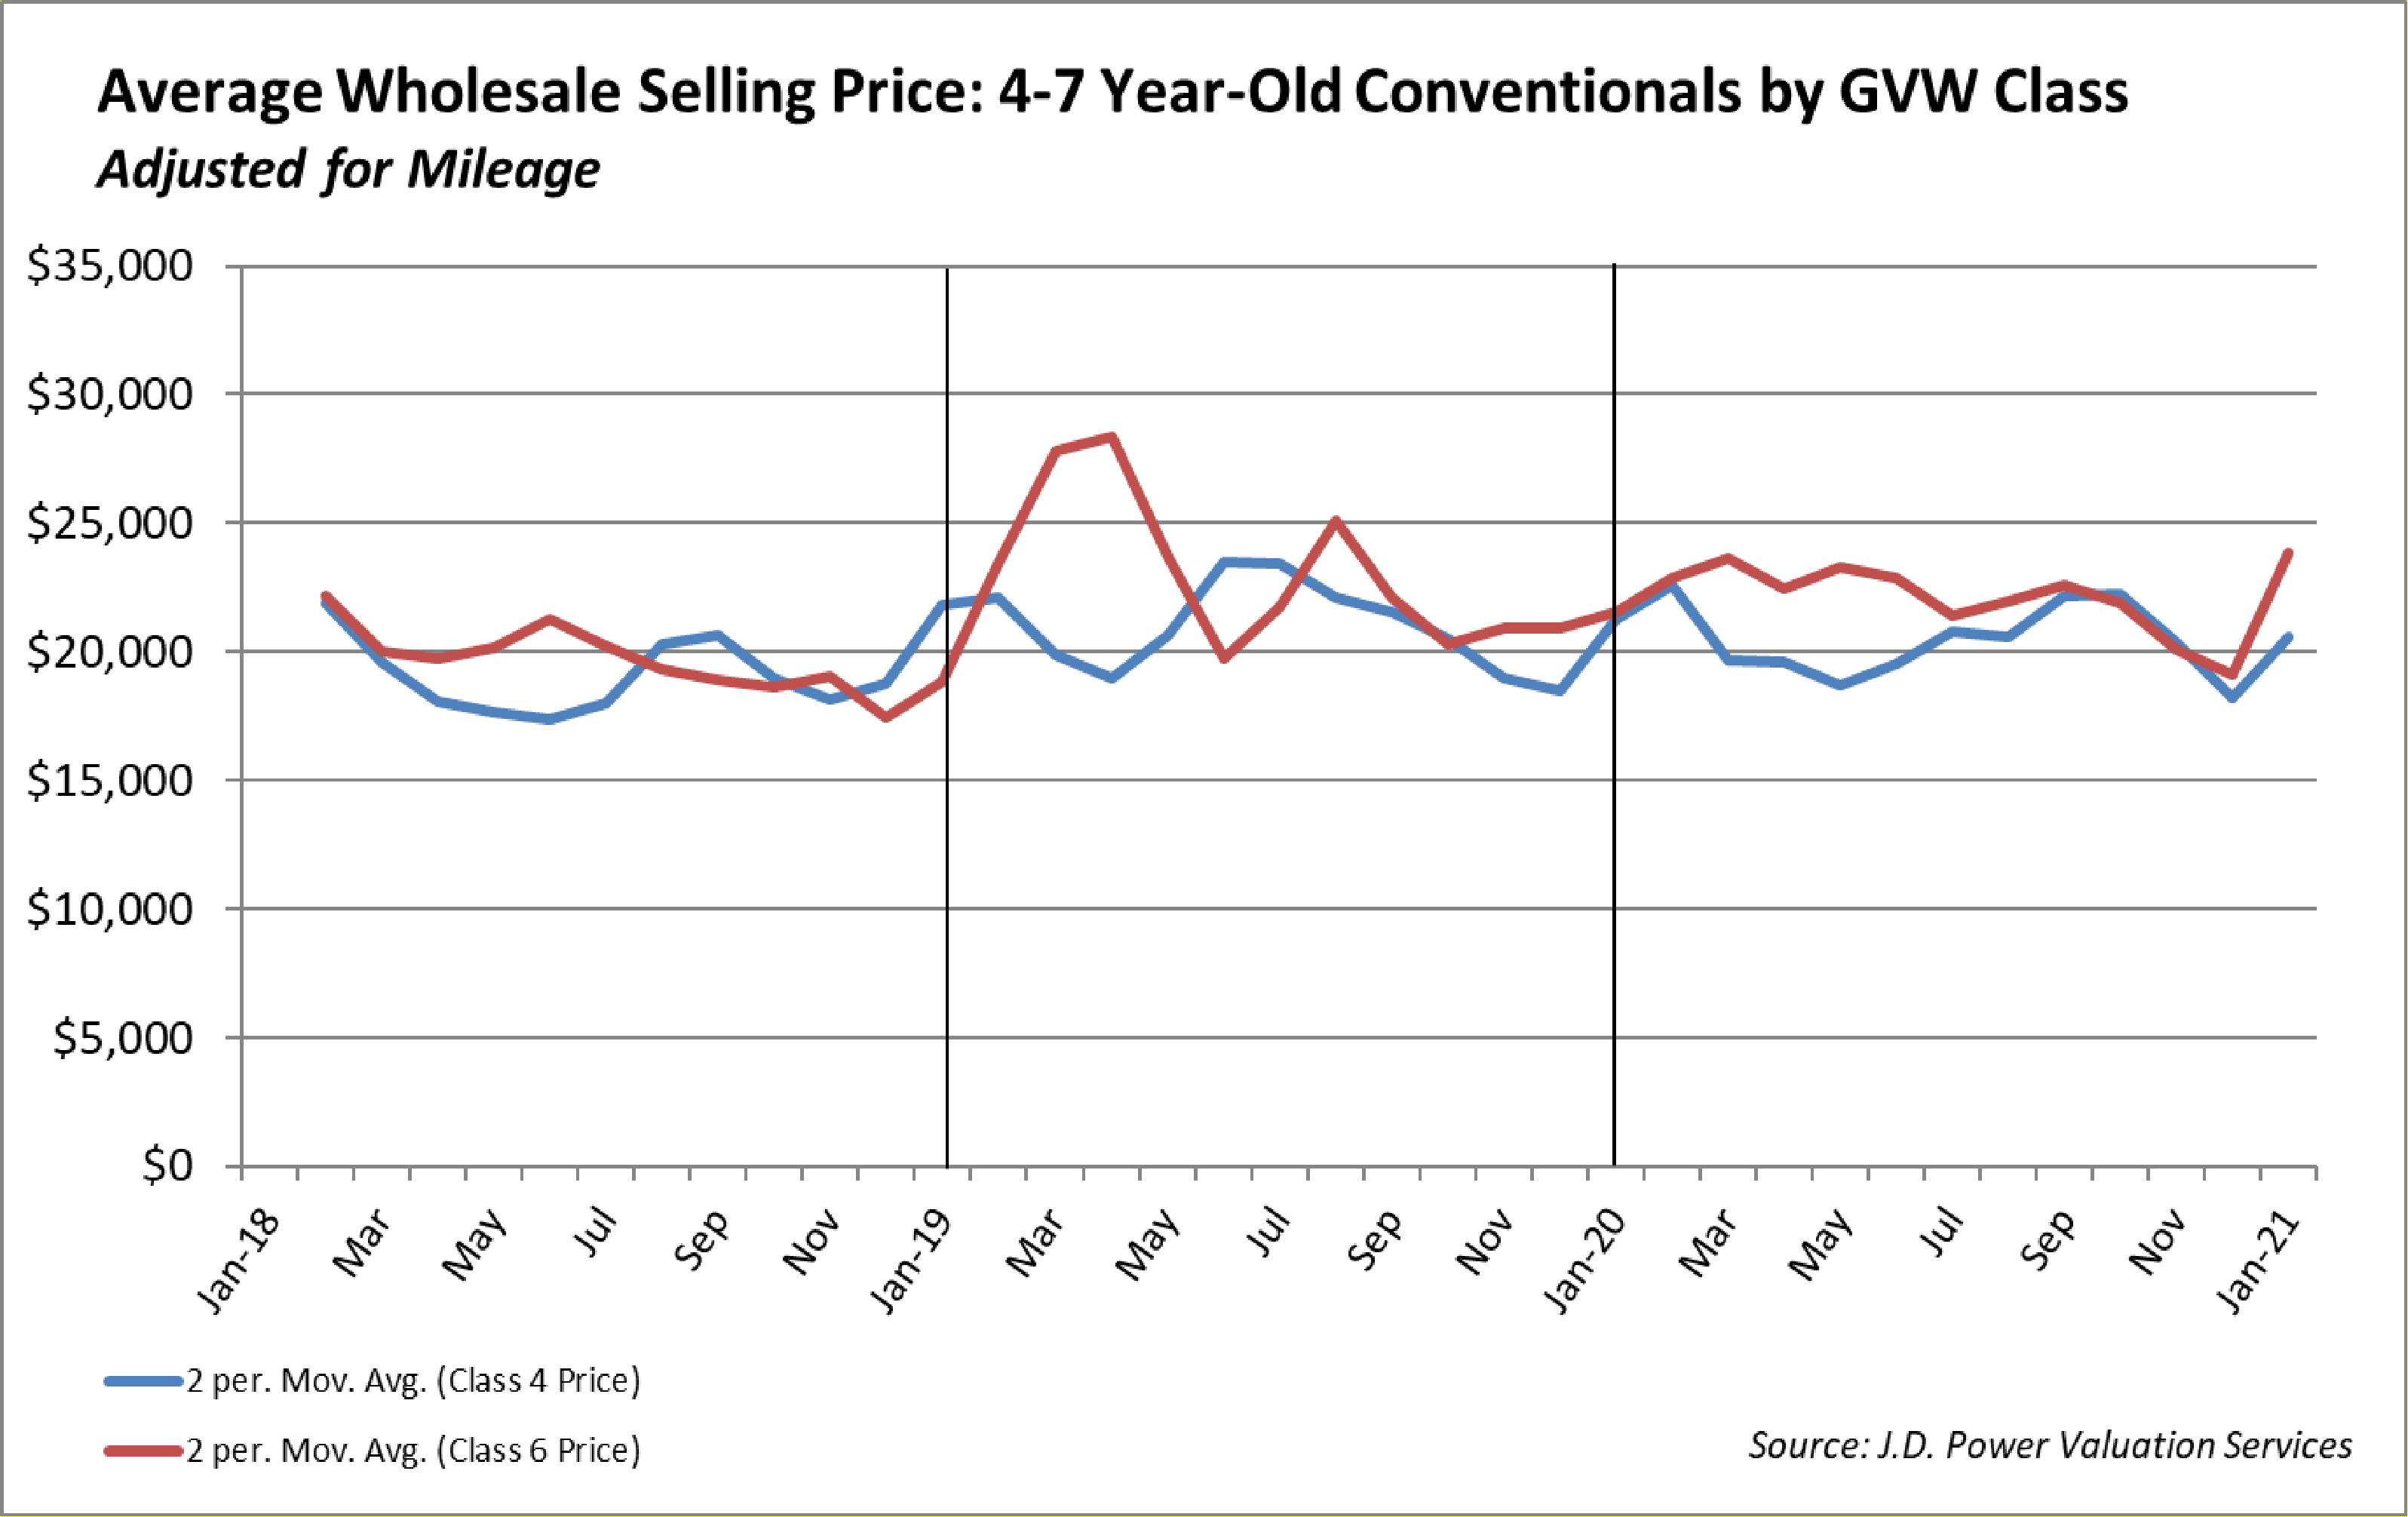 Average Wholesale Selling Price: 4-7 Year-Old Conventionals by GVW Class
Adjusted for Mileage
$35,000
$30,000
$25,000
$20,000
$15,000
$10,000
$5,000
$0
Jan-18 Mar May Jul Sep Nov Jan-19 Mar May Jul Sep Nov Jan-20 Mar May Jul Sep Nov Jan-21
2 per. Mov. Avg. (Class 4 Price)
2 per. Mov. Avg. (Class 6 Price)
Source: J.D. Power Valuation Services